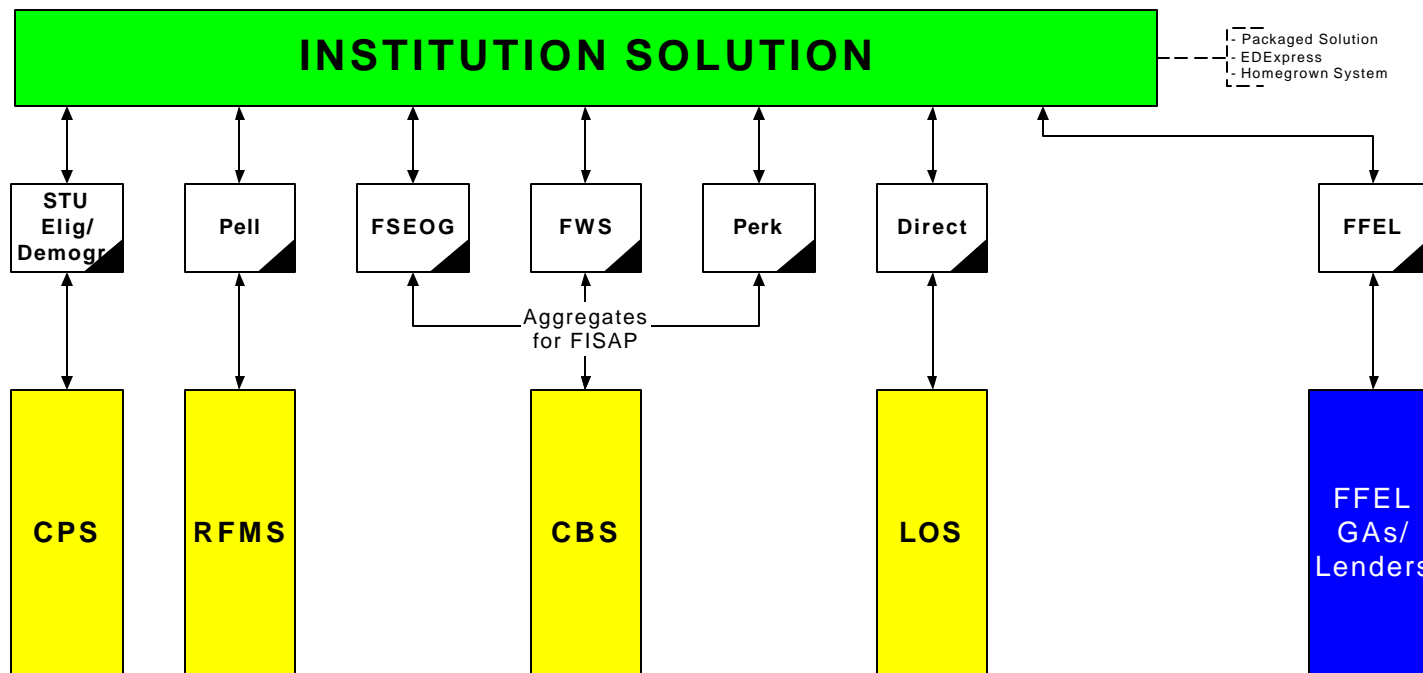 INSTITUTION SOLUTION
- Packaged Solution
- EDExpress
- Homegrown System
STU
Elig/
Demogr
Pell
FSEOG
FWS
Perk
Direct
FFEL
Aggregates
for FISAP
CPS
RFMS
CBS
LOS
FFEL
GAs/
Lenders